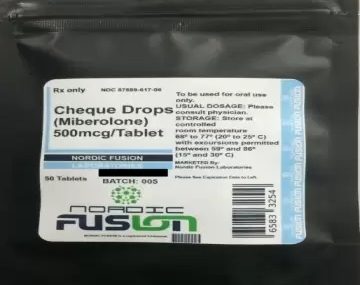 Rx only NDC 57689-617-06
Cheque Drops
(Miberolone)
500mcg/Tablet
NORDIC FUSION
LABORATORIES
50 Tablets
BATCH: 005
NORDIC
FUSION
To be used for oral use
only.
USUAL DOSAGE: Please
consult physician.
STORAGE: Store at
controlled
room temperature
68° to 77° (20° to 25° C)
with excursions permitted
between 59° and 86°
(15° and 30° C)
MARKETED BY:
Nordic Fusion Laboratories
Please See Expiration Date to Left.
6583 3254
FUSION
FUSION